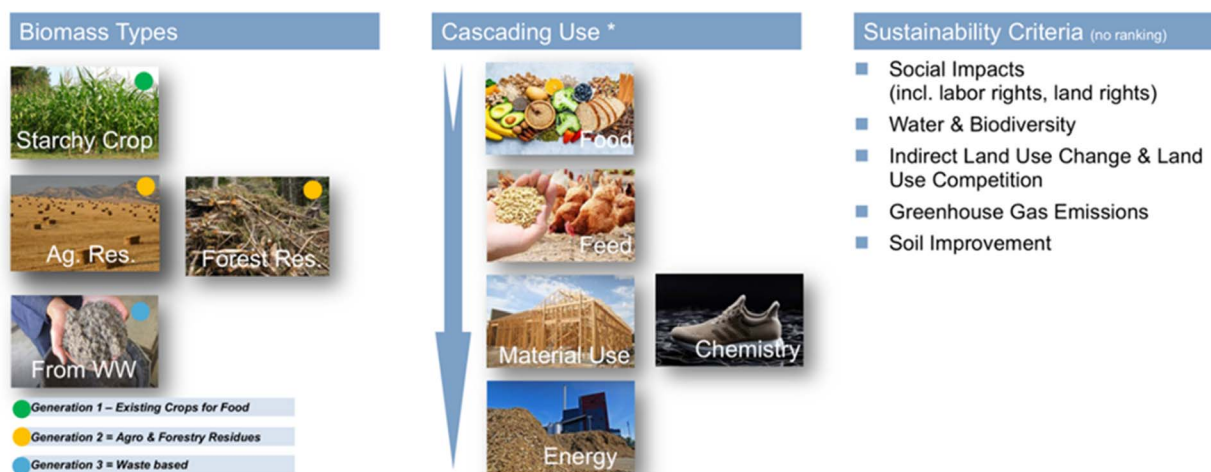 Biomass Types
Starchy Crop
Ag. Res.
Forest Res.
From WW
Generation 1 – Existing Crops for Food
Generation 2 = Agro & Forestry Residues
Generation 3 = Waste based
Cascading Use *
Food
Feed
Material Use
Chemistry
Energy
Sustainability Criteria (no ranking)
Social Impacts
(incl. labor rights, land rights)
Water & Biodiversity
Indirect Land Use Change & Land
Use Competition
Greenhouse Gas Emissions
Soil Improvement